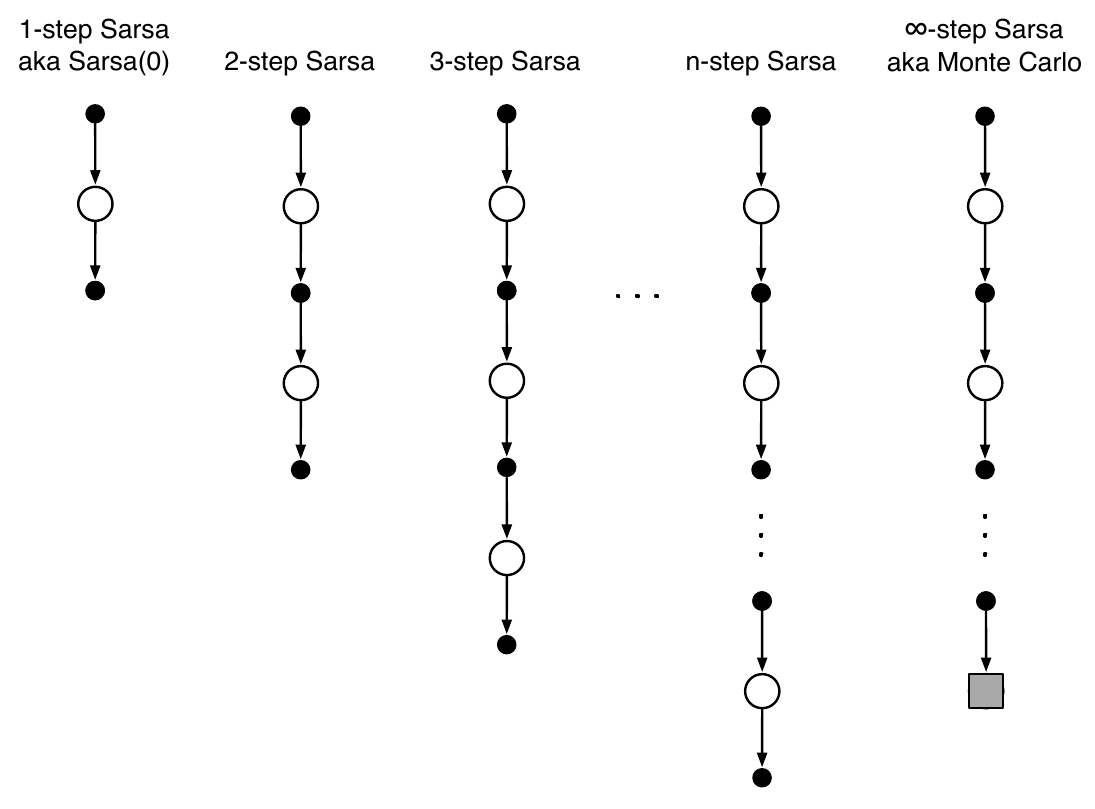 1-step Sarsa
aka Sarsa(0)
2-step Sarsa
3-step Sarsa
n-step Sarsa
∞-step Sarsa
aka Monte Carlo
. . .